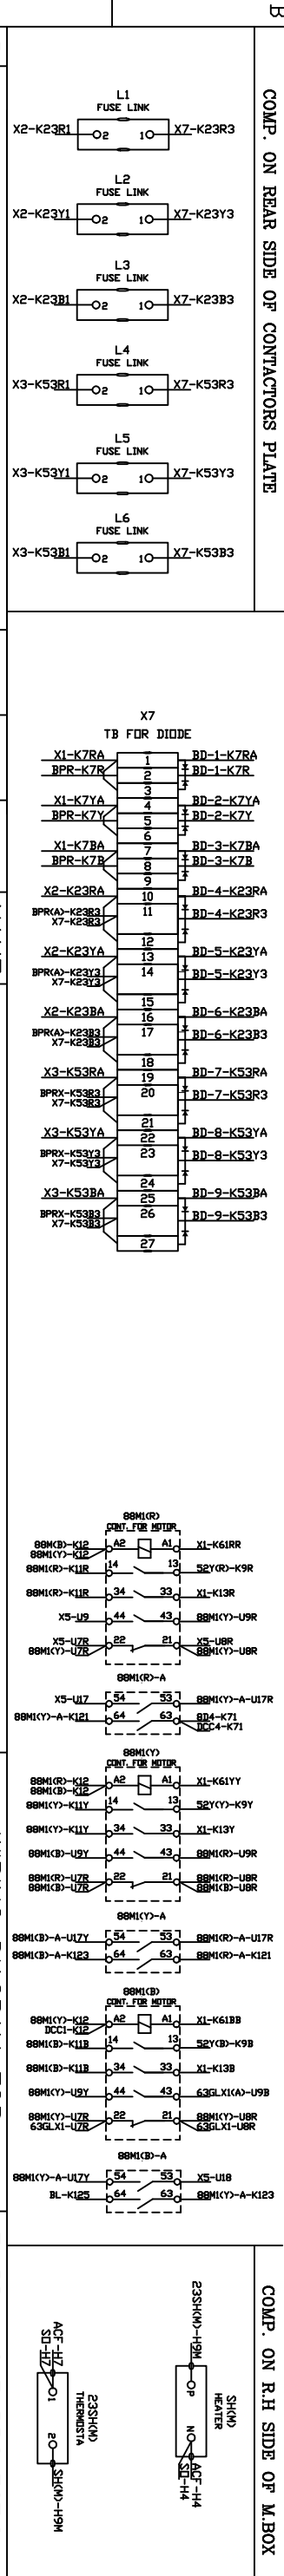 B
COMP. ON REAR SIDE OF CONTACTORS PLATE
L1
FUSE LINK
X2-K23R1 2 1 X7-K23R3
L2
FUSE LINK
X2-K23Y1 2 1 X7-K23Y3
L3
FUSE LINK
X2-K23B1 2 1 X7-K23B3
L4
FUSE LINK
X3-K53R1 2 1 X7-K53R3
L5
FUSE LINK
X3-K53Y1 2 1 X7-K53Y3
L6
FUSE LINK
X3-K53B1 2 1 X7-K53B3
X7
TB FOR DIODE
X1-K7RA 1 BD-1-K7RA
BPR-K7R 2 BD-1-K7R
3
X1-K7YA 4 BD-2-K7YA
BPR-K7Y 5 BD-2-K7Y
6
X1-K7BA 7 BD-3-K7BA
BPR-K7B 8 BD-3-K7B
9
X2-K23RA 10 BD-4-K23RA
BPR(A)-K23R3 11 BD-4-K23R3
X7-K23R3
12
X2-K23YA 13 BD-5-K23YA
BPR(A)-K23Y3 14 BD-5-K23Y3
X7-K23Y3
15
X2-K23BA 16 BD-6-K23BA
BPR(A)-K23B3 17 BD-6-K23B3
X7-K23B3
18
X3-K53RA 19 BD-7-K53RA
BPRX-K53R3 20 BD-7-K53R3
X7-K53R3
21
X3-K53YA 22 BD-8-K53YA
BPRX-K53Y3 23 BD-8-K53Y3
X7-K53Y3
24
X3-K53BA 25 BD-9-K53BA
BPRX-K53B3 26 BD-9-K53B3
X7-K53B3
27
88M1(R)
CONT. FOR MOTOR
88M(B)-K12 A2 A1 X1-K61RR
88M1(Y)-K12
88M1(R)-K11R 14 13 52Y(R)-K9R
88M1(R)-K11R 34 33 X1-K13R
X5-U9 44 43 88M1(Y)-U9R
X5-U7R 22 21 X5-U8R
88M1(Y)-U7R 88M1(Y)-U8R
88M1(R)-A
X5-U17 54 53 88M1(Y)-A-U17R
88M1(Y)-A-K121 64 63 8D4-K71
DCC4-K71
88M1(Y)
CONT. FOR MOTOR
88M1(R)-K12 A2 A1 X1-K61YY
88M1(B)-K12
88M1(Y)-K11Y 14 13 52Y(Y)-K9Y
88M1(Y)-K11Y 34 33 X1-K13Y
88M1(B)-U9Y 44 43 88M1(R)-U9R
88M1(R)-U7R 22 21 88M1(R)-U8R
88M1(B)-U7R 88M1(B)-U8R
88M1(Y)-A
88M1(B)-A-U17Y 54 53 88M1(R)-A-U17R
88M1(B)-A-K123 64 63 88M1(R)-A-K121
88M1(B)
CONT. FOR MOTOR
88M1(Y)-K12 A2 A1 X1-K61BB
DCC1-K12
88M1(B)-K11B 14 13 52Y(B)-K9B
88M1(B)-K11B 34 33 X1-K13B
88M1(Y)-U9Y 44 43 63GLX1(A)-U9B
88M1(Y)-U7R 22 21 88M1(Y)-U8R
63GLX1-U7R 63GLX1-U8R
88M1(B)-A
88M1(Y)-A-U17Y 54 53 X5-U18
BL-K125 64 63 88M1(Y)-A-K123
COMP. ON R.H SIDE OF M.BOX
SH(M)
HEATER
23SH(M)-H9M P N ACF-H4
SO-H4
23SH(M)
THERMOSTA
ACF-H7 1 2 SH(M)-H9M
SO-H7